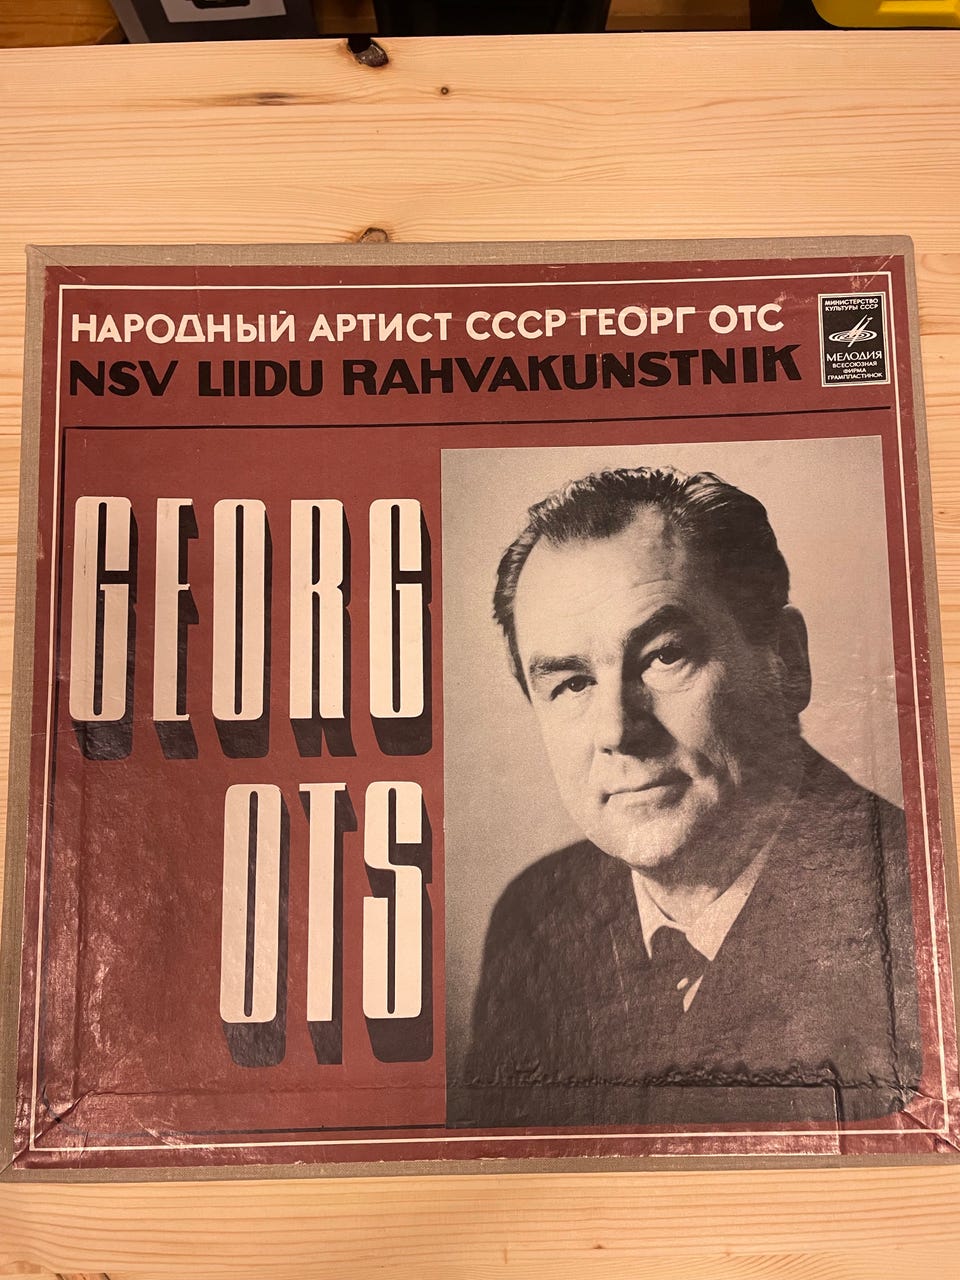 НАРОДНЫЙ АРТИСТ СССР ГЕОРГ ОТС
NSV LIIDU RAHVAKUNSTNIK
МИНИСТЕРСТВО
КУЛЬТУРЫ СССР
МЕЛОДИЯ
ВСЕСОЮЗНАЯ
ФИРМА
ГРАМПЛАСТИНОК
GEORG
OTS